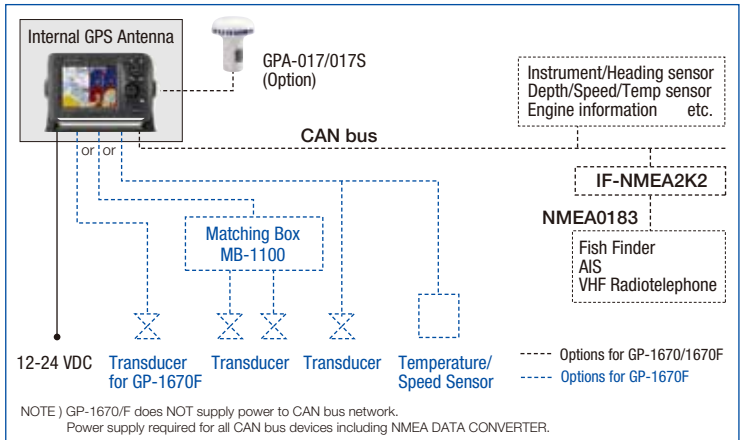 Internal GPS Antenna
GPA-017/017S
(Option)
Instrument/Heading sensor
Depth/Speed/Temp sensor
Engine information etc.
CAN bus
or or
IF-NMEA2K2
NMEA0183
Matching Box
MB-1100
Fish Finder
AIS
VHF Radiotelephone
12-24 VDC
Transducer
for GP-1670F
Transducer
Transducer
Temperature/
Speed Sensor
Options for GP-1670/1670F
Options for GP-1670F
NOTE ) GP-1670/F does NOT supply power to CAN bus network.
Power supply required for all CAN bus devices including NMEA DATA CONVERTER.